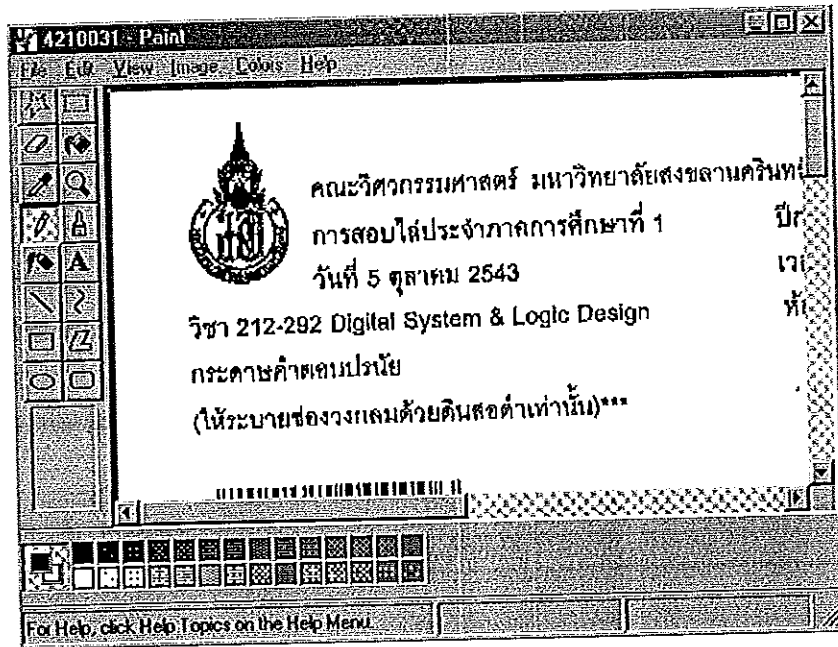 4210031 - Paint
File Edit View Image Colors Help
คณะวิศวกรรมศาสตร์ มหาวิทยาลัยสงขลานครินทร์
การสอบไล่ประจำภาคการศึกษาที่ 1
วันที่ 5 ตุลาคม 2543
วิชา 212-292 Digital System & Logic Design
กระดาษคำตอบปรนัย
(ให้ระบายช่องวงกลมด้วยดินสอดำเท่านั้น)***
For Help, click Help Topics on the Help Menu.